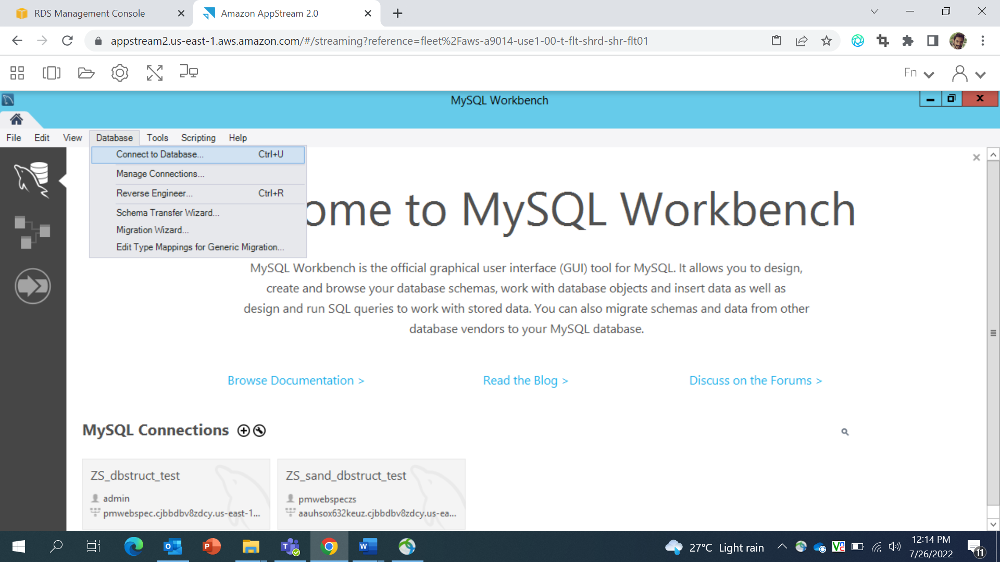 RDS Management Console
Amazon AppStream 2.0
appstream2.us-east-1.aws.amazon.com/#/streaming?reference=fleet%2Faws-a9014-use1-00-t-flt-shrd-shr-flt01
Fn
MySQL Workbench
File Edit View Database Tools Scripting Help
Connect to Database... Ctrl+U
Manage Connections...
Reverse Engineer... Ctrl+R
Schema Transfer Wizard...
Migration Wizard...
Edit Type Mappings for Generic Migration...
ome to MySQL Workbench
MySQL Workbench is the official graphical user interface (GUI) tool for MySQL. It allows you to design,
create and browse your database schemas, work with database objects and insert data as well as
design and run SQL queries to work with stored data. You can also migrate schemas and data from other
database vendors to your MySQL database.
Browse Documentation > Read the Blog > Discuss on the Forums >
MySQL Connections
ZS_dbstruct_test
admin
pmwebspec.cjbbdbv8zdcy.us-east-1...
ZS_sand_dbstruct_test
pmwebspeczs
aauhsox632keuz.cjbbdbv8zdcy.us-ea...
27°C Light rain
12:14 PM
7/26/2022
11